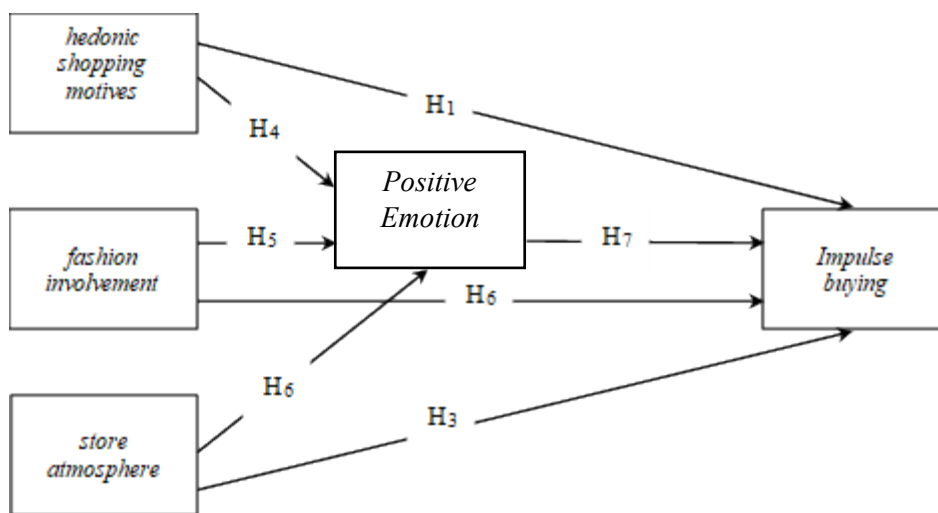 hedonic
shopping
motives
H1
H4
Positive
Emotion
H5
H7
fashion
involvement
Impulse
buying
H6
H6
H3
store
atmosphere